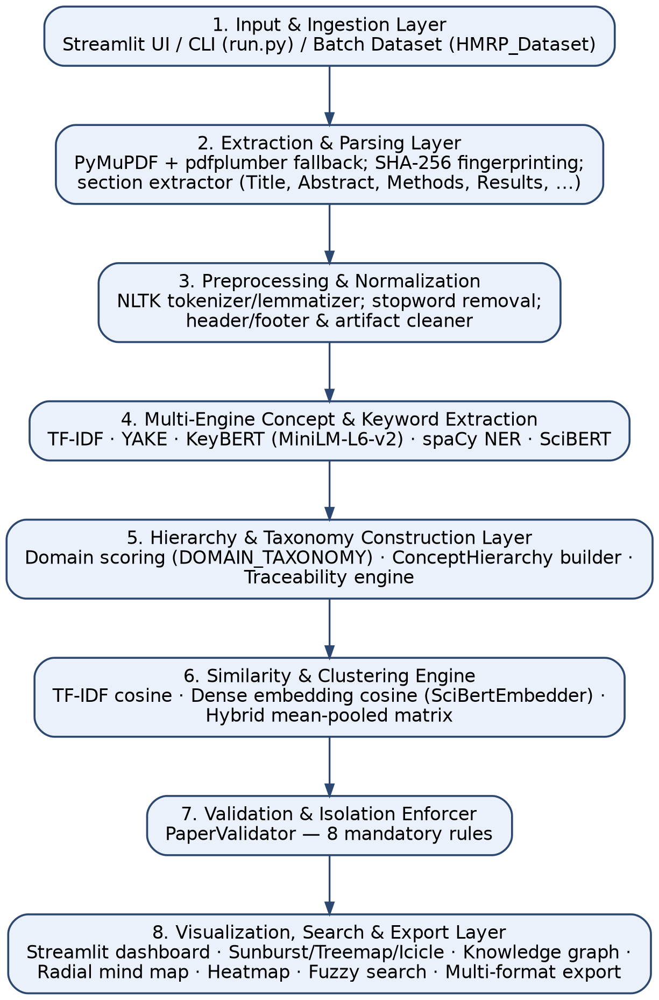 1. Input & Ingestion Layer
Streamlit UI / CLI (run.py) / Batch Dataset (HMRP_Dataset)
2. Extraction & Parsing Layer
PyMuPDF + pdfplumber fallback; SHA-256 fingerprinting;
section extractor (Title, Abstract, Methods, Results, ...)
3. Preprocessing & Normalization
NLTK tokenizer/lemmatizer; stopword removal;
header/footer & artifact cleaner
4. Multi-Engine Concept & Keyword Extraction
TF-IDF · YAKE · KeyBERT (MiniLM-L6-v2) · spaCy NER · SciBERT
5. Hierarchy & Taxonomy Construction Layer
Domain scoring (DOMAIN_TAXONOMY) · ConceptHierarchy builder ·
Traceability engine
6. Similarity & Clustering Engine
TF-IDF cosine · Dense embedding cosine (SciBertEmbedder) ·
Hybrid mean-pooled matrix
7. Validation & Isolation Enforcer
PaperValidator — 8 mandatory rules
8. Visualization, Search & Export Layer
Streamlit dashboard · Sunburst/Treemap/Icicle · Knowledge graph ·
Radial mind map · Heatmap · Fuzzy search · Multi-format export